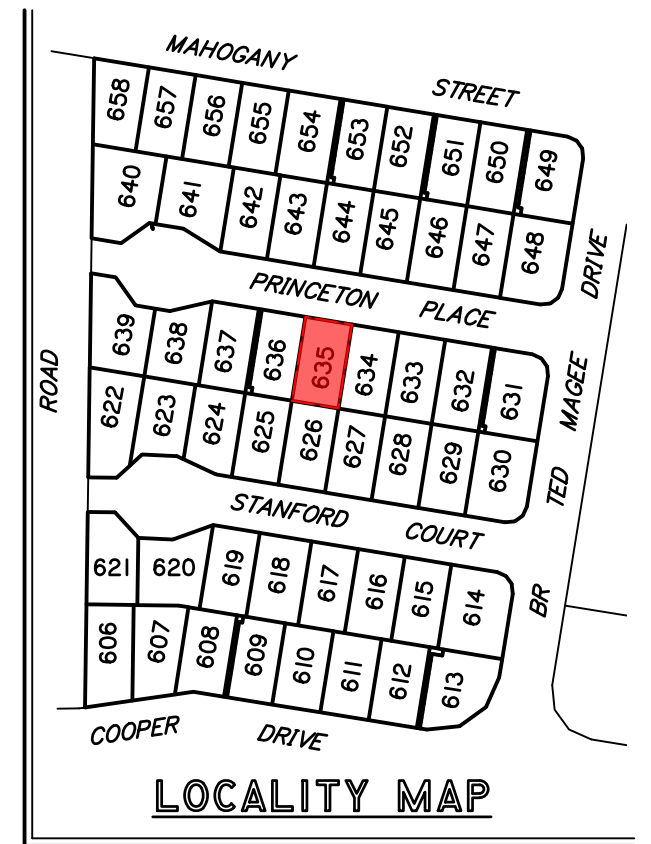 MAHOGANY STREET
658 657 656 655 654 653 652 651 650 649
640 641 642 643 644 645 646 647 648
DRIVE
PRINCETON PLACE
639 638 637 636 635 634 633 632 631
MAGEE
ROAD
622 623 624 625 626 627 628 629 630
TED
STANFORD COURT
621 620 619 618 617 616 615 614
BR
606 607 608 609 610 611 612 613
COOPER DRIVE
LOCALITY MAP